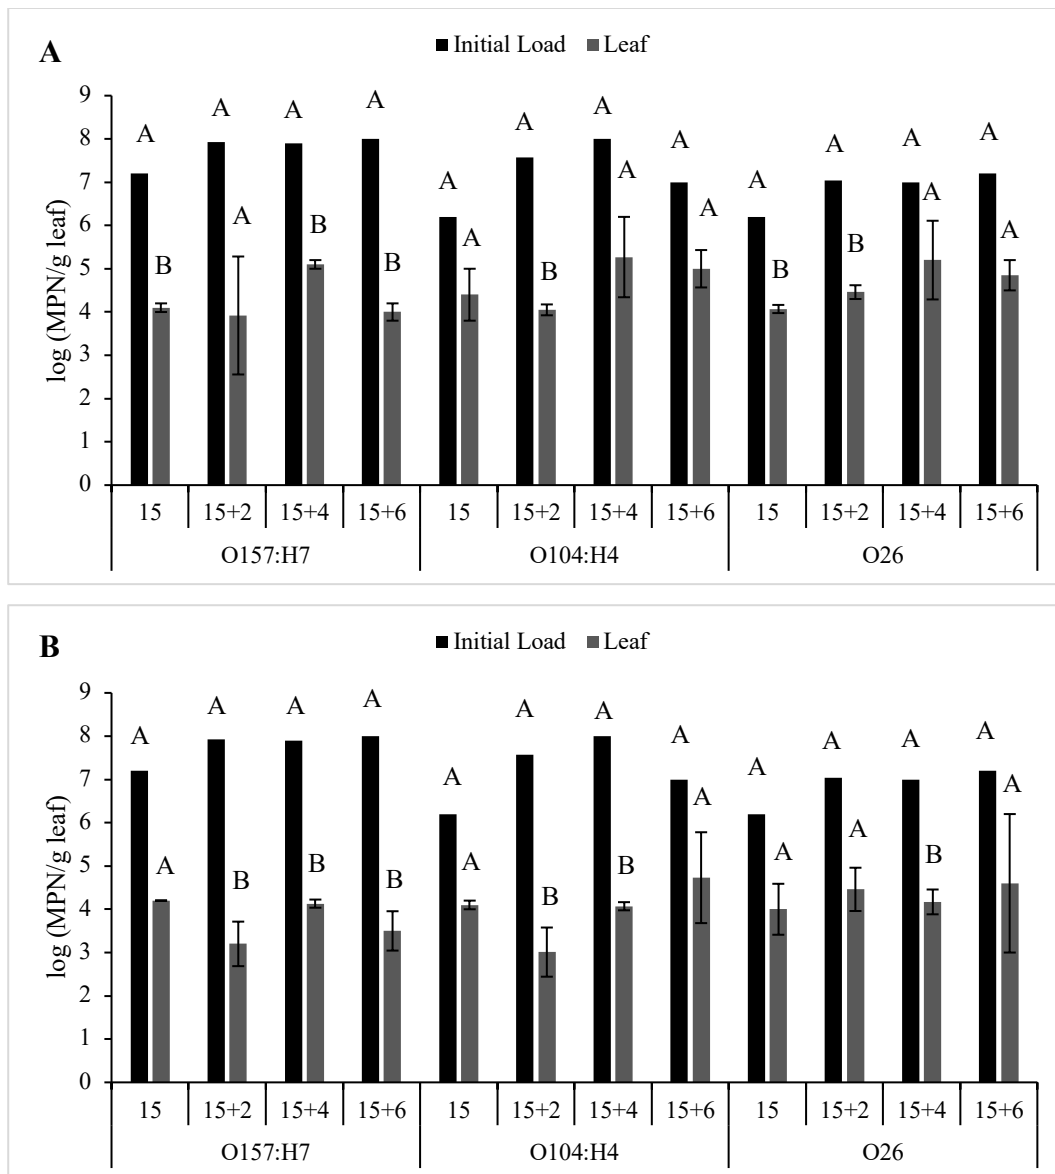 A
Initial Load Leaf
log (MPN/g leaf)
9
8
7
6
5
4
3
2
1
0
A B A A A B A B A A A B A A A A A B A B A A A A
15 15+2 15+4 15+6 15 15+2 15+4 15+6 15 15+2 15+4 15+6
O157:H7 O104:H4 O26
B
Initial Load Leaf
log (MPN/g leaf)
9
8
7
6
5
4
3
2
1
0
A A A B A B A B A A A B A B A A A A A A A B A A
15 15+2 15+4 15+6 15 15+2 15+4 15+6 15 15+2 15+4 15+6
O157:H7 O104:H4 O26